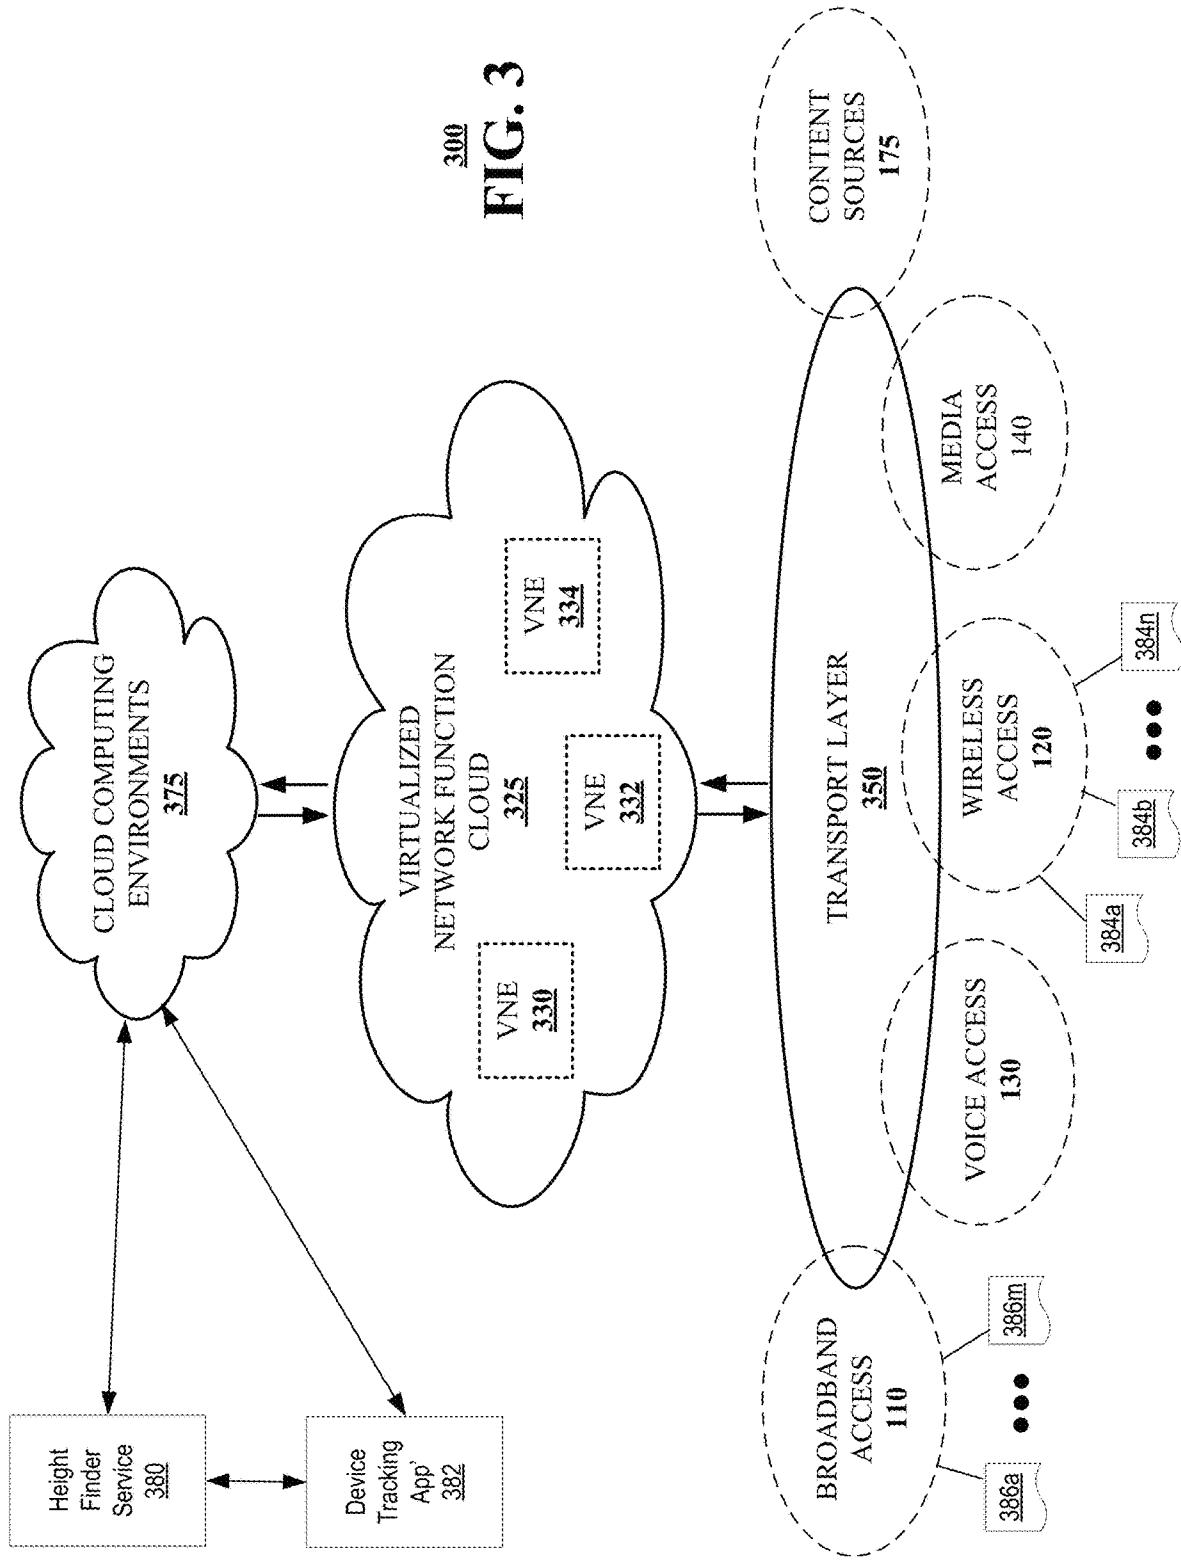 Height
Finder
Service
380
Device
Tracking
App'
382
CLOUD COMPUTING
ENVIRONMENTS
375
VIRTUALIZED
NETWORK FUNCTION
CLOUD
325
VNE
330
VNE
332
VNE
334
TRANSPORT LAYER
350
BROADBAND
ACCESS
110
VOICE ACCESS
130
WIRELESS
ACCESS
120
MEDIA
ACCESS
140
CONTENT
SOURCES
175
386a
386m
384a
384b
384n
300
FIG. 3